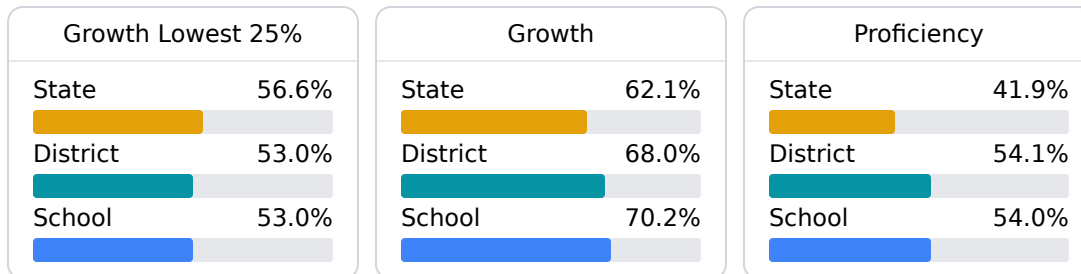 Growth Lowest 25%
State 56.6%
District 53.0%
School 53.0%
Growth
State 62.1%
District 68.0%
School 70.2%
Proficiency
State 41.9%
District 54.1%
School 54.0%